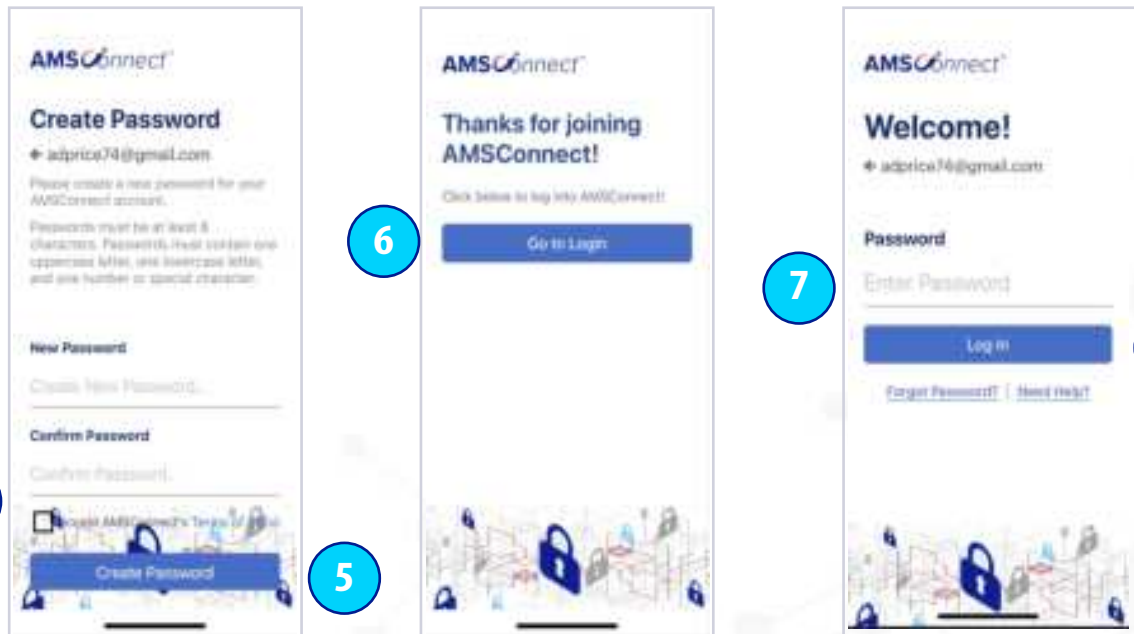 AMSConnect
Create Password
← adprice74@gmail.com
Please create a new password for your
AMSConnect account.
Passwords must be at least 8
characters. Passwords must contain one
uppercase letter, one lowercase letter,
and one number or special character.
New Password
Create New Password.
Confirm Password
Confirm Password.
accept AMSConnect's Terms of
Create Password
5
AMSConnect
Thanks for joining
AMSConnect!
Click below to log into AMSConnect!
6
Go to Login
AMSConnect
Welcome!
← adprice74@gmail.com
Password
7
Enter Password
Log in
Forgot Password? | Need Help?